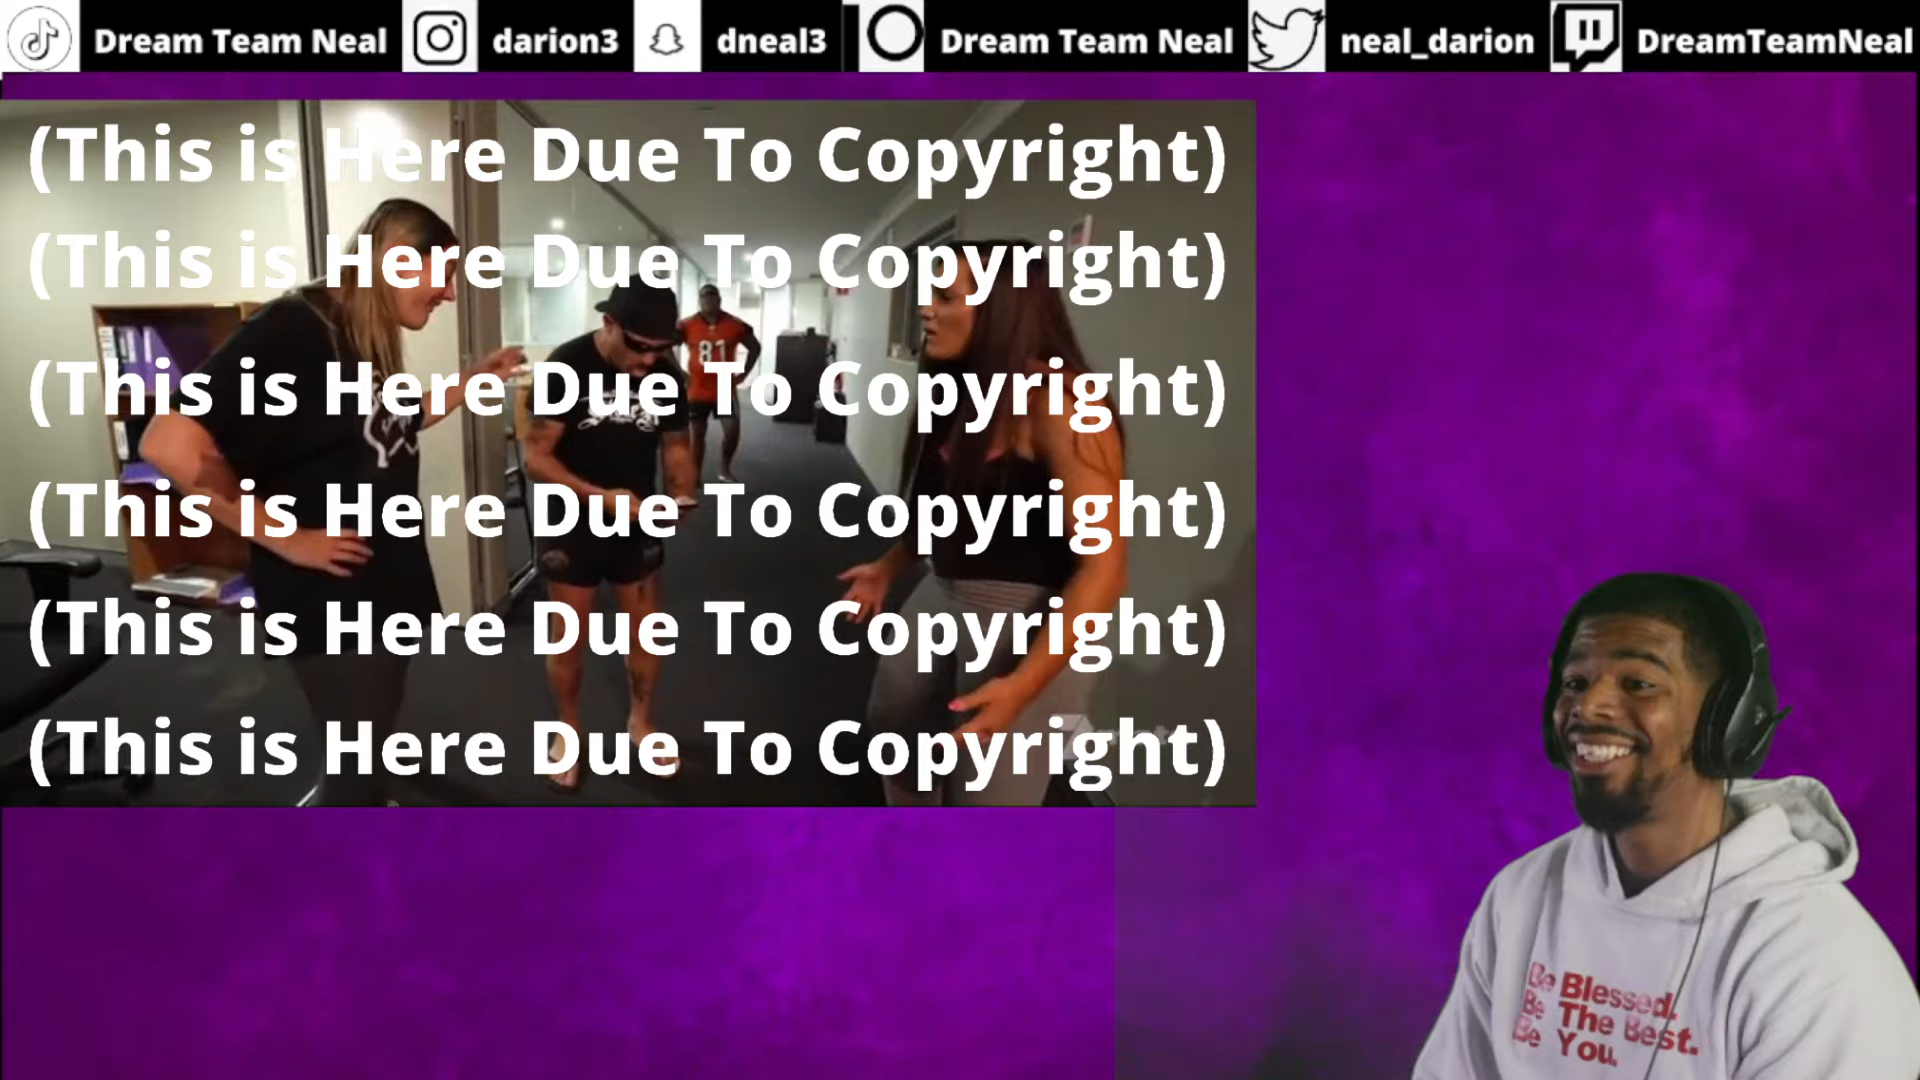 Dream Team Neal darion3 dneal3 Dream Team Neal neal_darion DreamTeamNeal
(This is Here Due To Copyright)
(This is Here Due To Copyright)
81
(This is Here Due To Copyright)
(This is Here Due To Copyright)
(This is Here Due To Copyright)
(This is Here Due To Copyright)
Be Blessed.
Be The Best.
Be You.